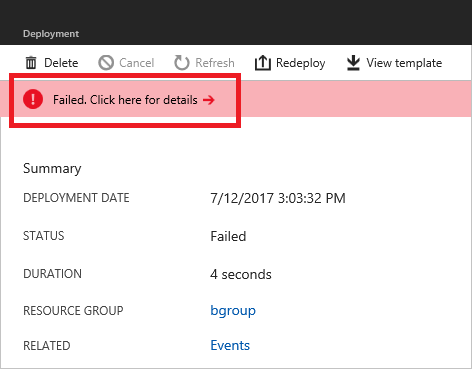 Deployment
Delete Cancel Refresh Redeploy View template
Failed. Click here for details →
Summary
DEPLOYMENT DATE 7/12/2017 3:03:32 PM
STATUS Failed
DURATION 4 seconds
RESOURCE GROUP bgroup
RELATED Events